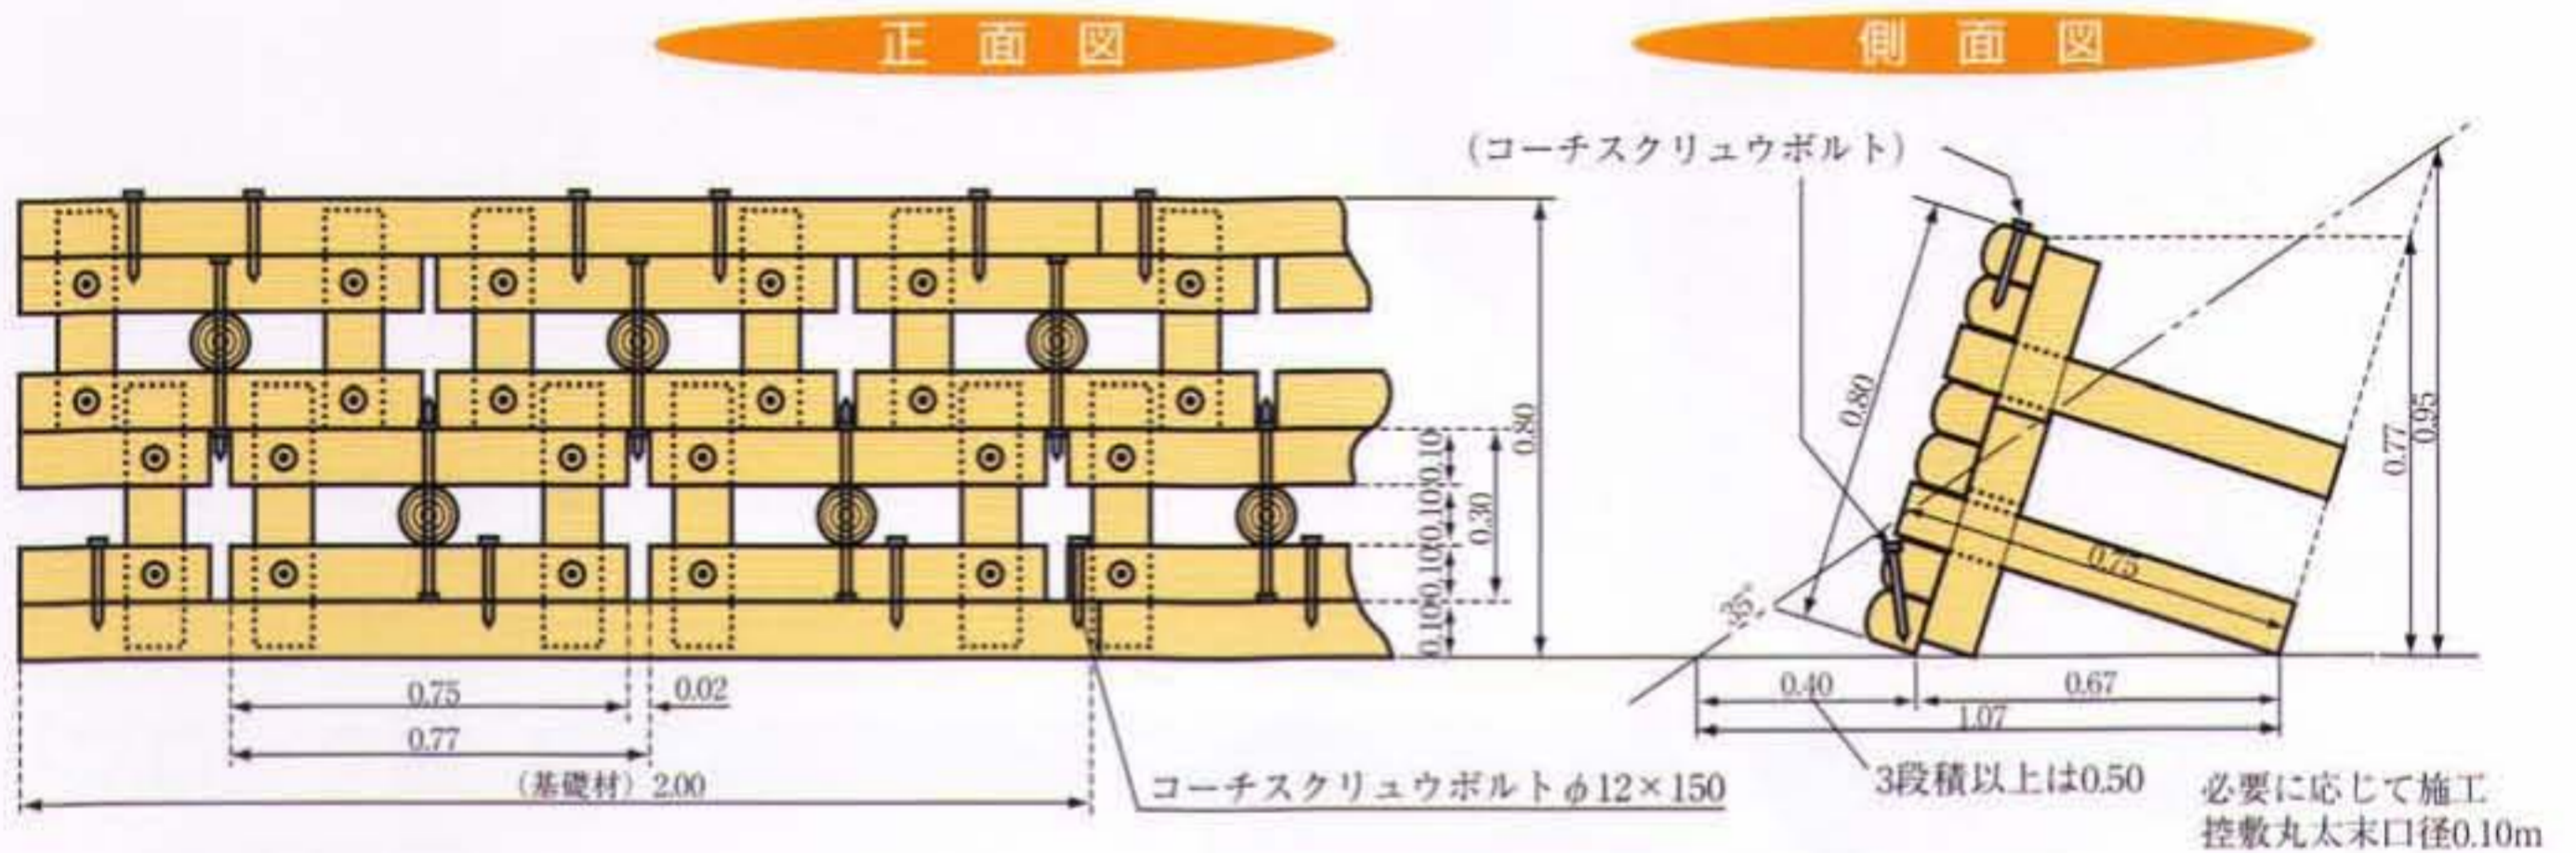 正面図
側面図
(コーチスクリュウボルト)
0.80
0.10
0.10
0.10
0.10
0.30
0.75
0.02
0.77
(基礎材) 2.00
コーチスクリュウボルトφ12×150
0.80
35°
0.75
0.77
0.95
0.40
0.67
1.07
3段積以上は0.50
必要に応じて施工
控敷丸太末口径0.10m